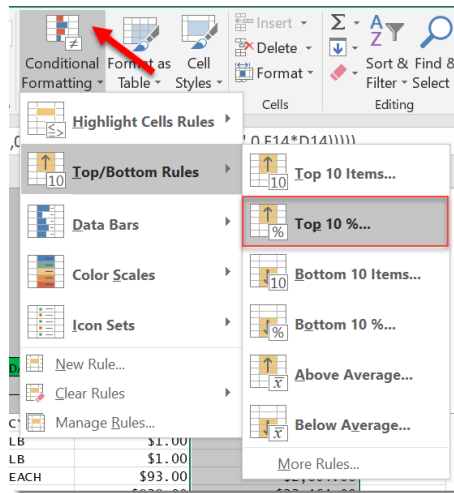 Insert
Delete
Format
Conditional Formatting
Format as Table
Cell Styles
Sort & Filter
Find & Select
Cells
Editing
,0 F14*D14)))))
Highlight Cells Rules
Top/Bottom Rules
Data Bars
Color Scales
Icon Sets
New Rule...
Clear Rules
Manage Rules...
Top 10 Items...
Top 10 %...
Bottom 10 Items...
Bottom 10 %...
Above Average...
Below Average...
More Rules...
LB $1.00
LB $1.00
EACH $93.00